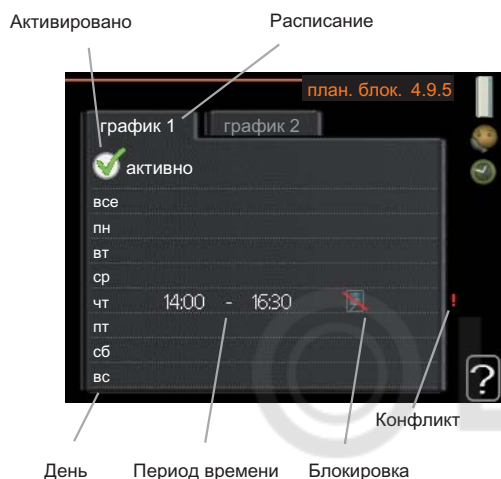 Активировано Расписание
план. блок. 4.9.5
график 1 график 2
активно
все
пн
вт
ср
чт 14:00 - 16:30 !
пт
сб
вс
?
Конфликт
День Период времени Блокировка